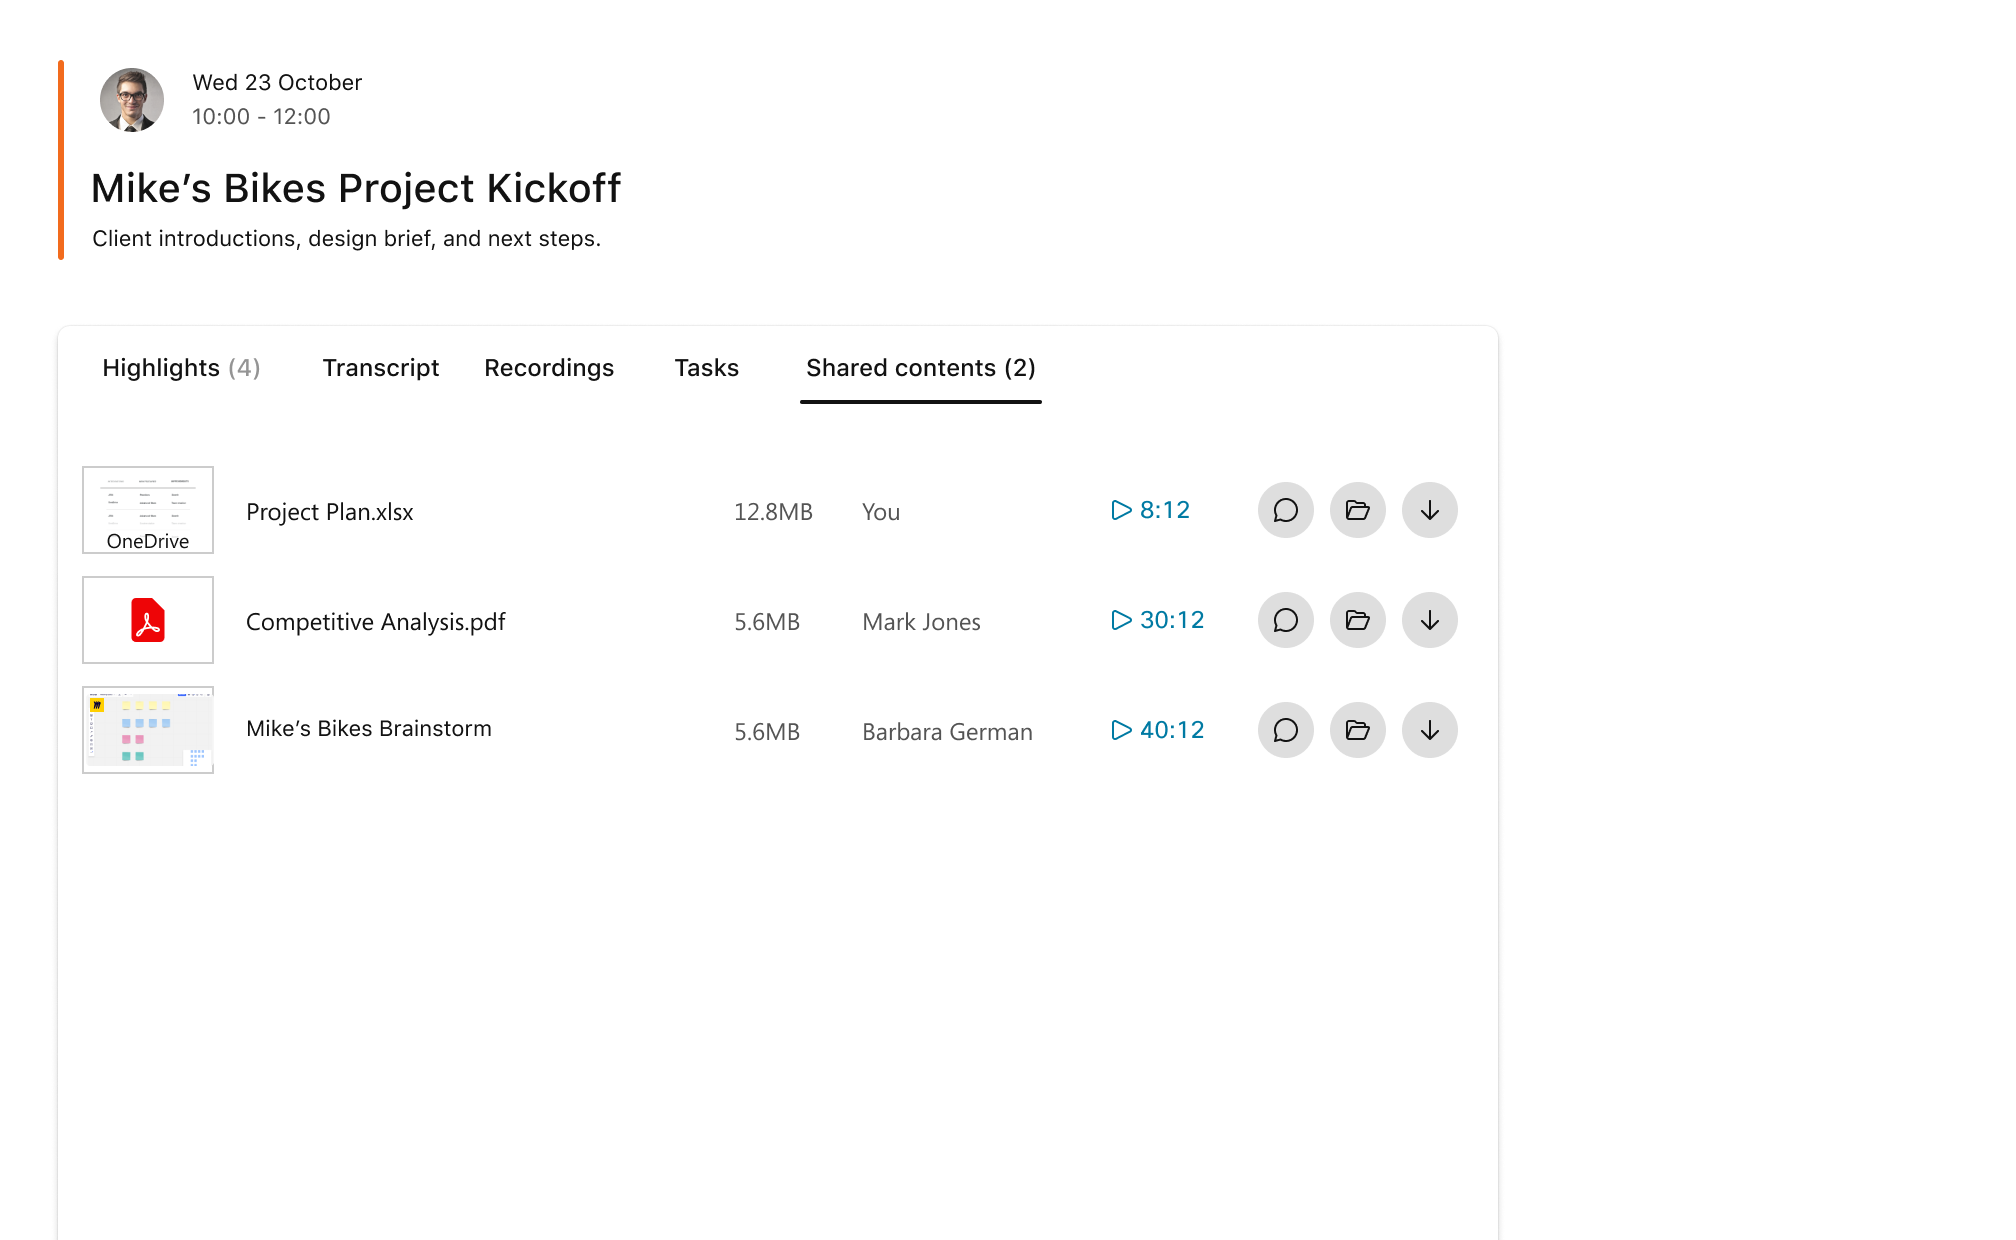 Wed 23 October
10:00 - 12:00
Mike’s Bikes Project Kickoff
Client introductions, design brief, and next steps.
Highlights (4) Transcript Recordings Tasks Shared contents (2)
OneDrive
Project Plan.xlsx 12.8MB You 8:12
Competitive Analysis.pdf 5.6MB Mark Jones 30:12
Mike’s Bikes Brainstorm 5.6MB Barbara German 40:12